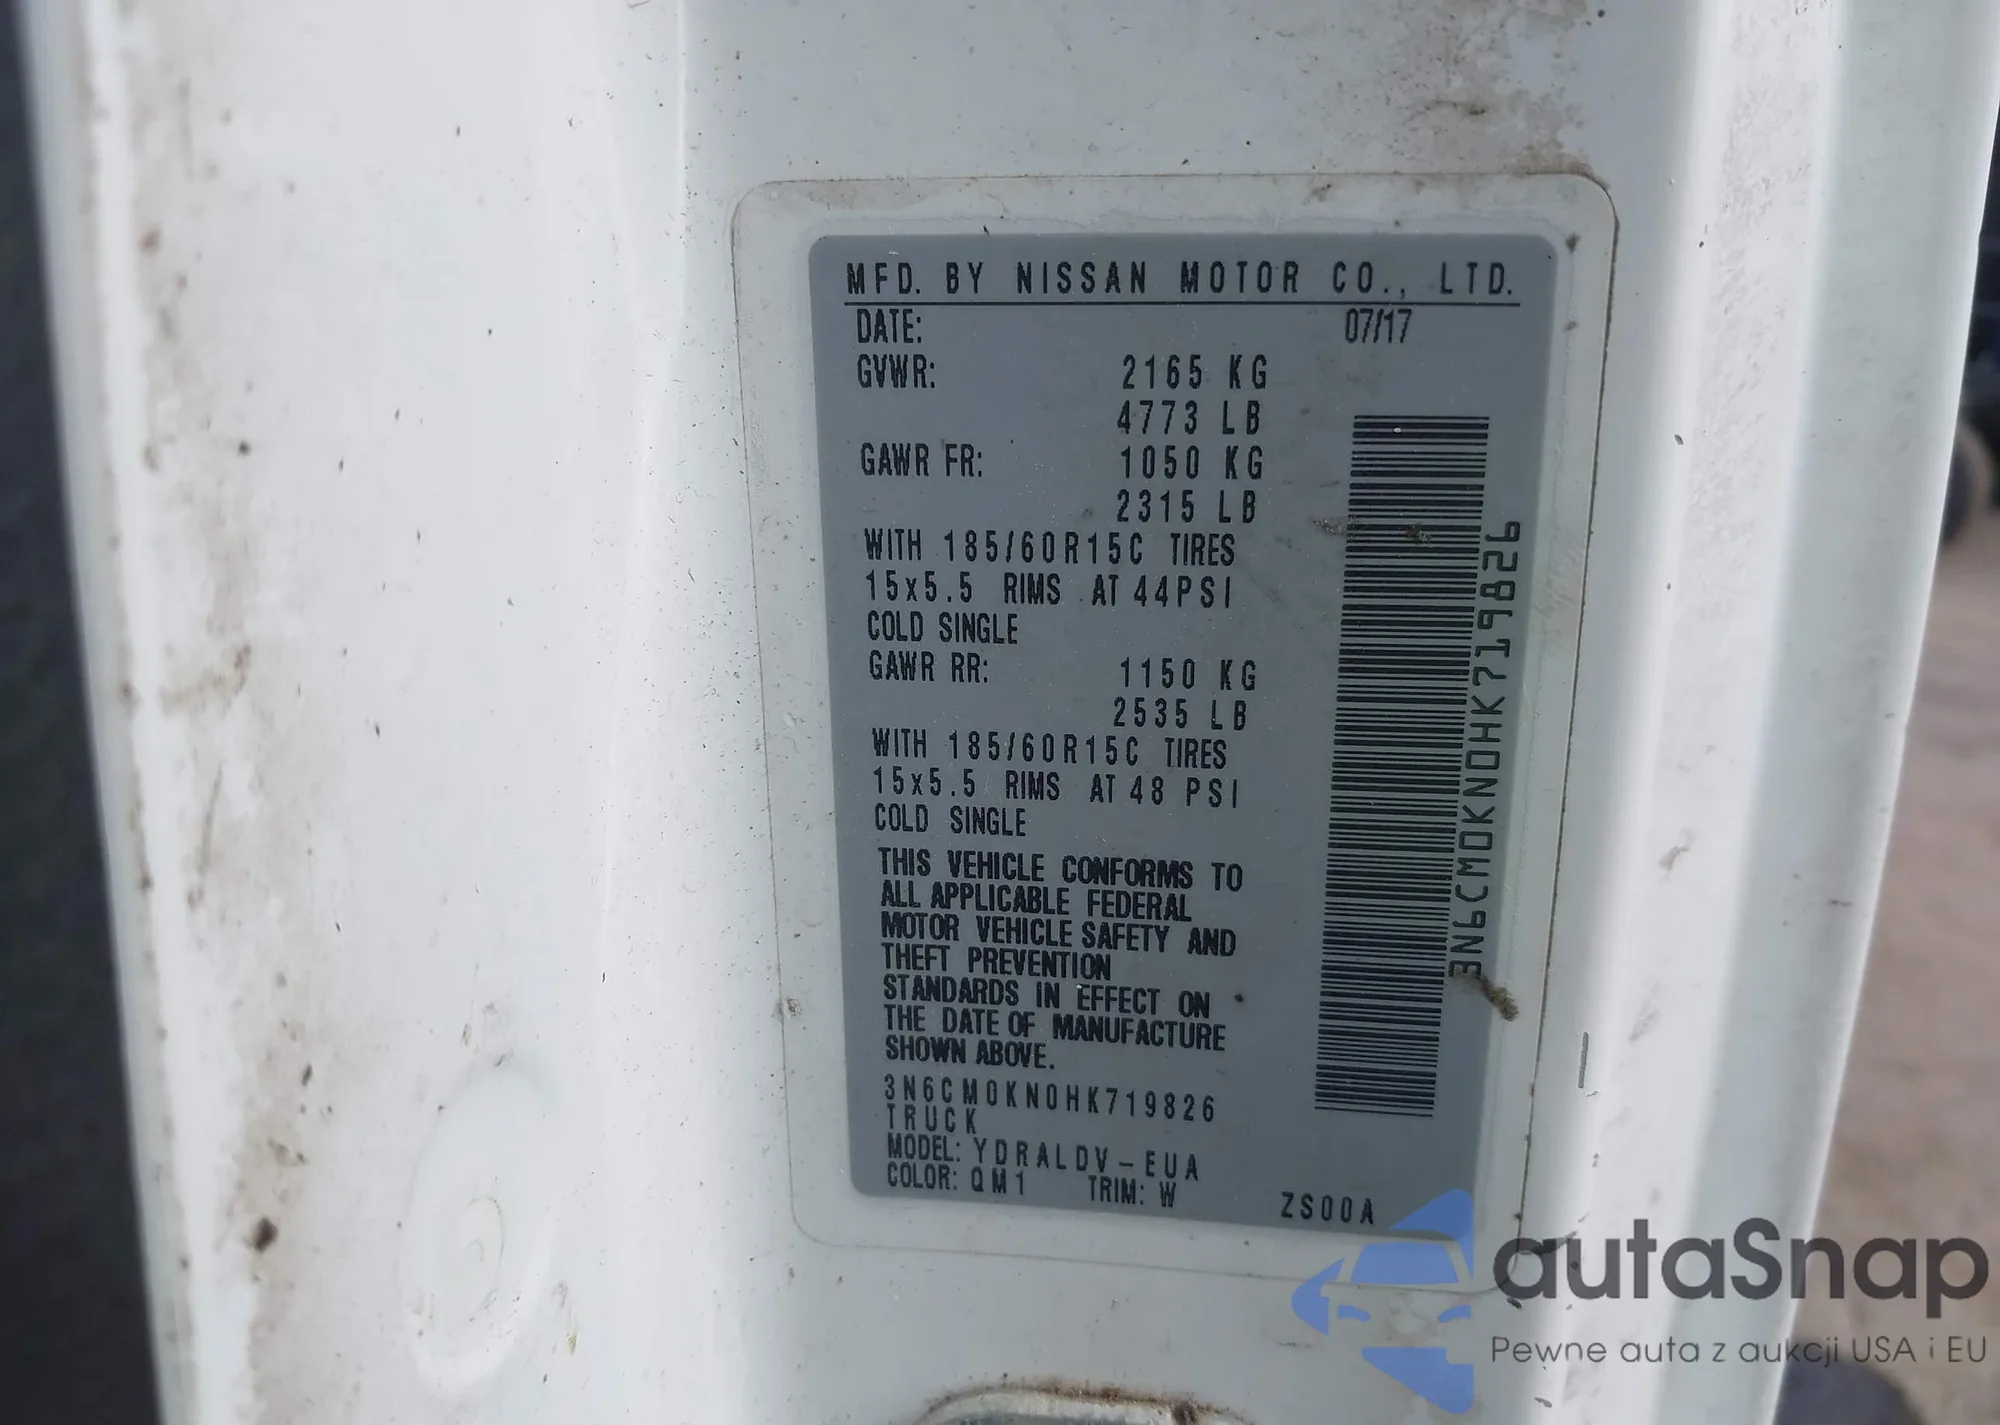 MFD. BY NISSAN MOTOR CO., LTD.
DATE: 07/17
GVWR: 2165 KG
4773 LB
GAWR FR: 1050 KG
2315 LB
WITH 185/60R15C TIRES
15x5.5 RIMS AT 44PSI
COLD SINGLE
GAWR RR: 1150 KG
2535 LB
WITH 185/60R15C TIRES
15x5.5 RIMS AT 48 PSI
COLD SINGLE
THIS VEHICLE CONFORMS TO
ALL APPLICABLE FEDERAL
MOTOR VEHICLE SAFETY AND
THEFT PREVENTION
STANDARDS IN EFFECT ON
THE DATE OF MANUFACTURE
SHOWN ABOVE.
3N6CM0KN0HK719826
TRUCK
MODEL: YDRALDV-EUA
COLOR: QM1 TRIM: W ZS00A
3N6CM0KN0HK719826
autaSnap
Pewne auta z aukcji USA i EU